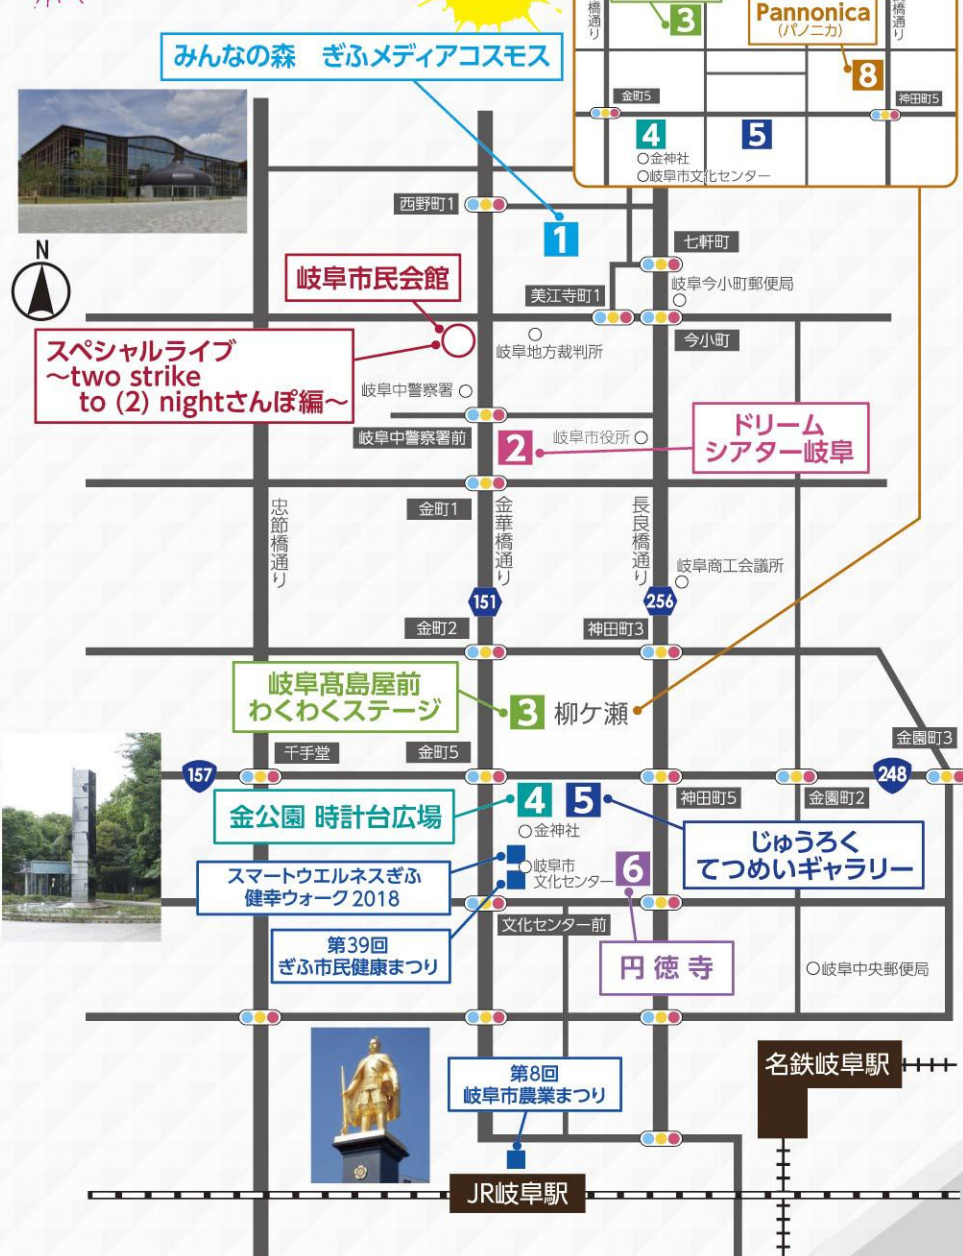 橋通り
3
Pannonica
(パノニカ)
橋通り
8
金町5
神田町5
4
5
金神社
岐阜市文化センター
みんなの森 ぎふメディアコスモス
西野町1
1
N
七軒町
岐阜市民会館
美江寺町1
岐阜今小町郵便局
スペシャルライブ
〜two strike
to (2) nightさんぽ編〜
岐阜地方裁判所
今小町
岐阜中警察署
岐阜中警察署前
2
岐阜市役所
ドリーム
シアター岐阜
金町1
忠節橋通り
金華橋通り
長良橋通り
岐阜商工会議所
151
256
金町2
神田町3
岐阜髙島屋前
わくわくステージ
3
柳ケ瀬
千手堂
金町5
金園町3
157
248
神田町5
金園町2
金公園 時計台広場
4
5
金神社
じゅうろく
てつめいギャラリー
スマートウエルネスぎふ
健幸ウォーク2018
岐阜市
文化センター
6
文化センター前
第39回
ぎふ市民健康まつり
円徳寺
岐阜中央郵便局
第8回
岐阜市農業まつり
名鉄岐阜駅
JR岐阜駅